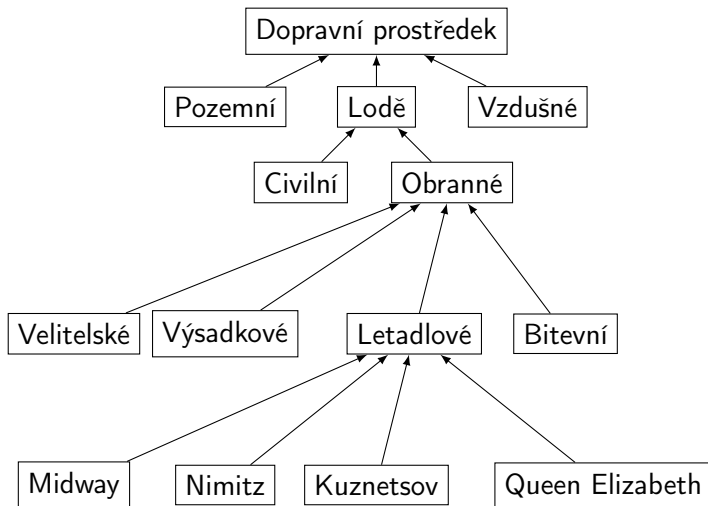 Dopravní prostředek
Pozemní
Lodě
Vzdušné
Civilní
Obranné
Velitelské
Výsadkové
Letadlové
Bitevní
Midway
Nimitz
Kuznetsov
Queen Elizabeth